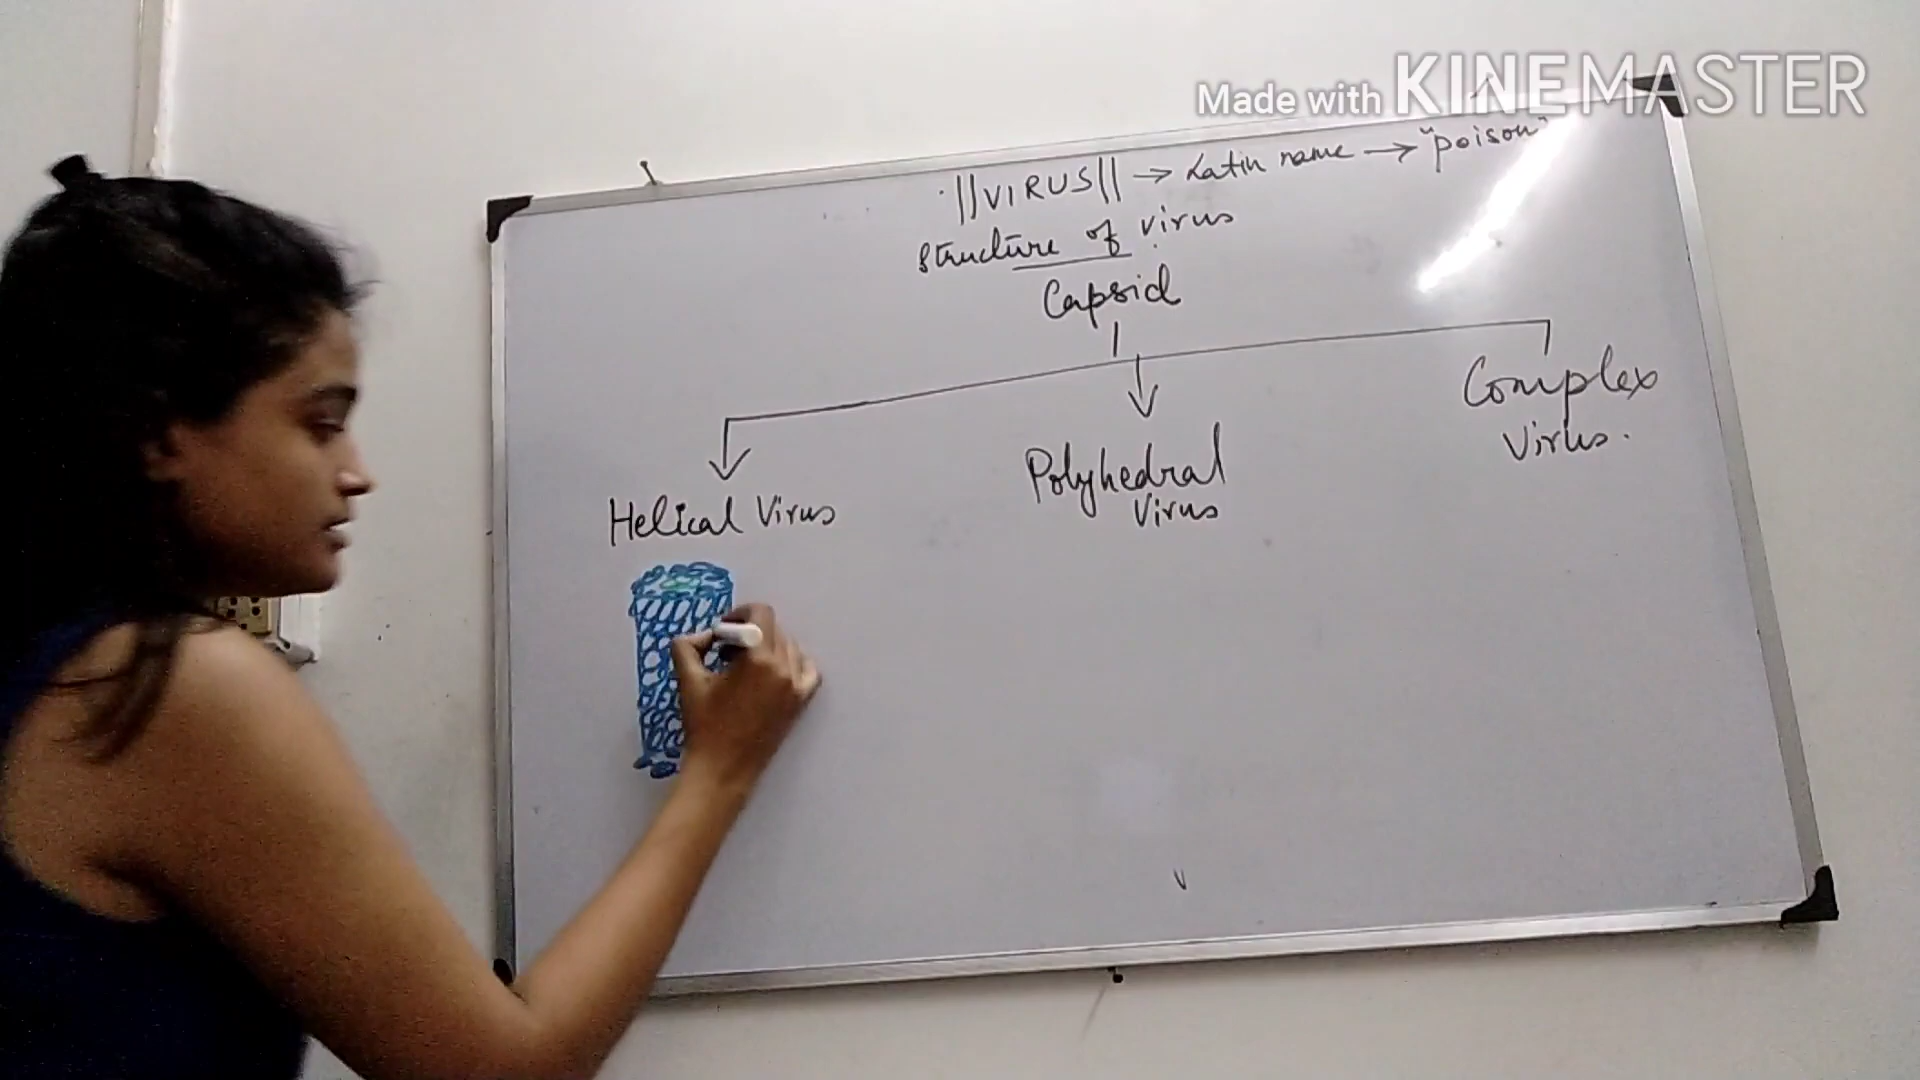 Made with KINEMASTER
||VIRUS|| → Latin name → "poison"
Structure of virus
Capsid
Complex
Virus.
Polyhedral
Virus
Helical Virus